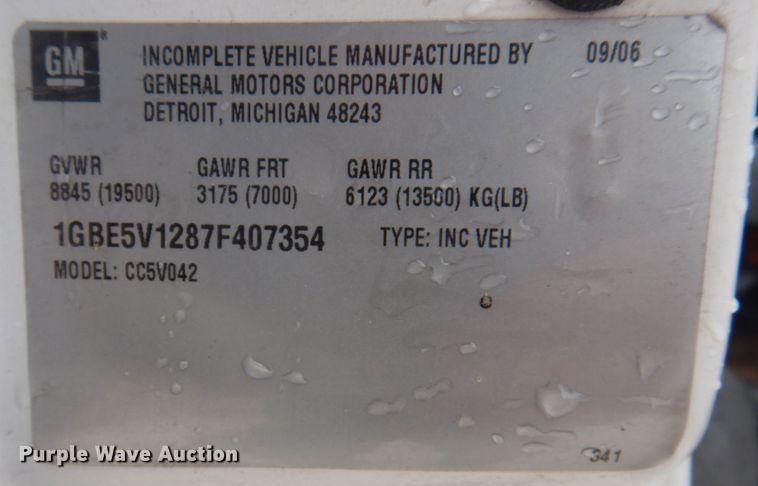 GM
INCOMPLETE VEHICLE MANUFACTURED BY 09/06
GENERAL MOTORS CORPORATION
DETROIT, MICHIGAN 48243
GVWR GAWR FRT GAWR RR
8845 (19500) 3175 (7000) 6123 (13500) KG(LB)
1GBE5V1287F407354 TYPE: INC VEH
MODEL: CC5V042
341
Purple Wave Auction